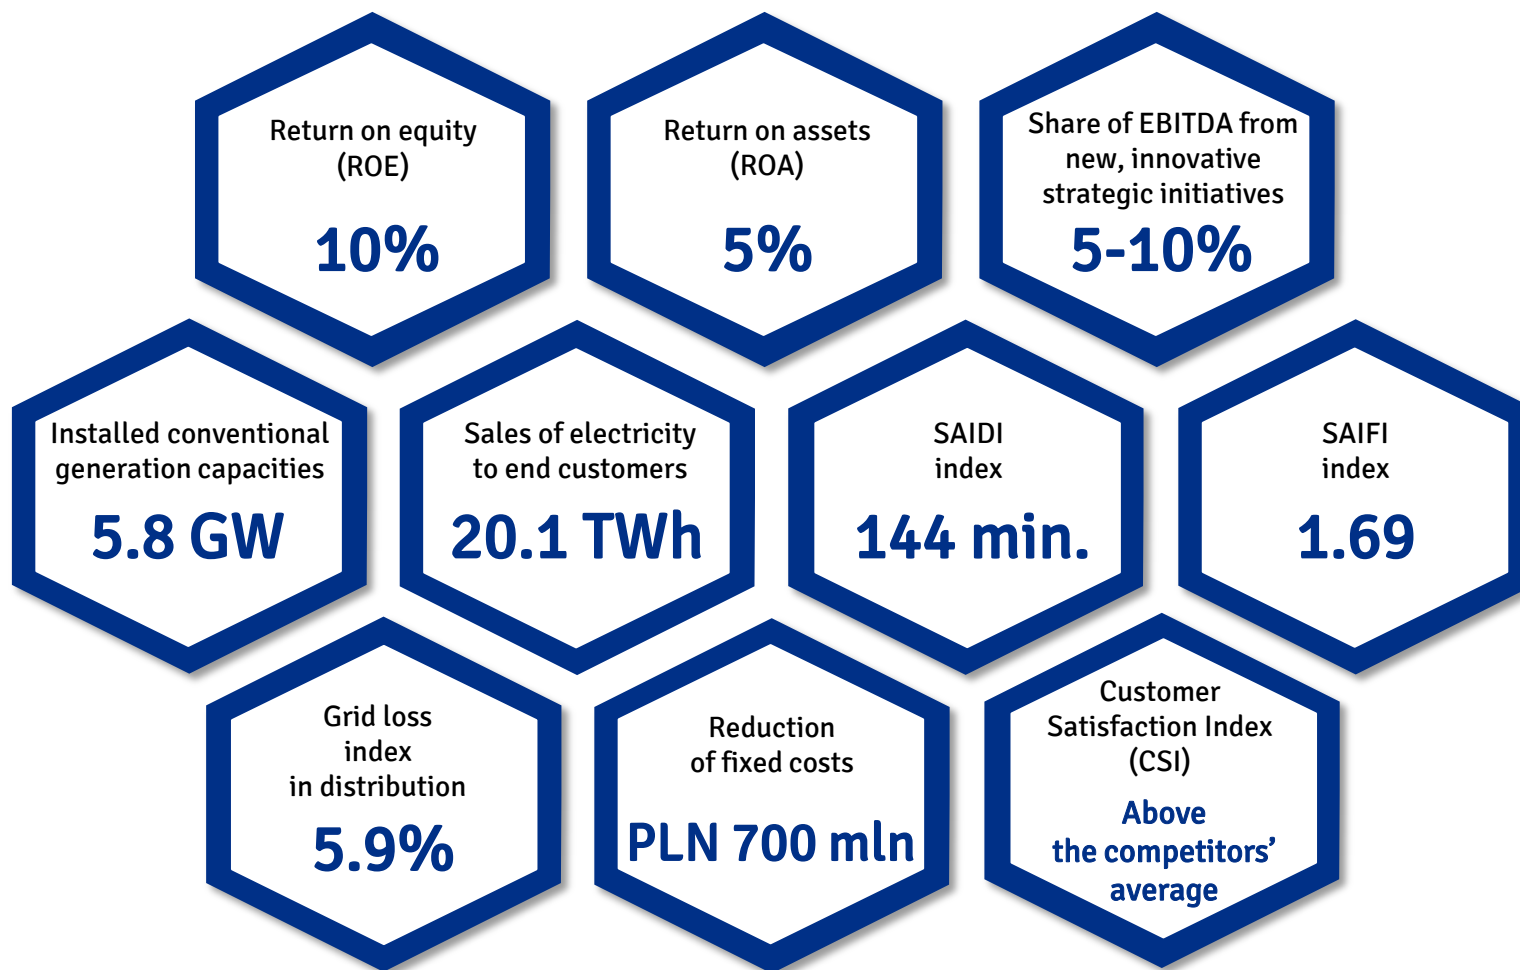 Return on equity
(ROE)
10%
Return on assets
(ROA)
5%
Share of EBITDA from
new, innovative
strategic initiatives
5-10%
Installed conventional
generation capacities
5.8 GW
Sales of electricity
to end customers
20.1 TWh
SAIDI
index
144 min.
SAIFI
index
1.69
Grid loss
index
in distribution
5.9%
Reduction
of fixed costs
PLN 700 mln
Customer
Satisfaction Index
(CSI)
Above
the competitors’
average